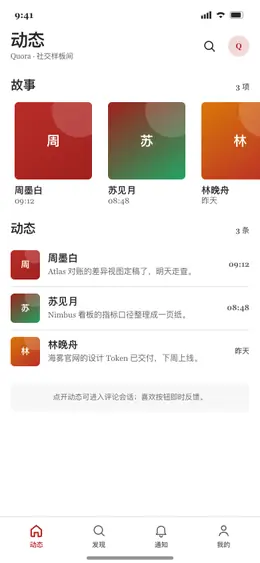 9:41
动态
Quora · 社交样板间
Q
故事
3 项
周
苏
林
周墨白
苏见月
林晚舟
09:12
08:48
昨天
动态
3 条
周
周墨白
Atlas 对账的差异视图定稿了，明天走查。
09:12
苏
苏见月
Nimbus 看板的指标口径整理成一页纸。
08:48
林
林晚舟
海雾官网的设计 Token 已交付，下周上线。
昨天
点开动态可进入评论会话；喜欢按钮即时反馈。
动态
发现
通知
我的